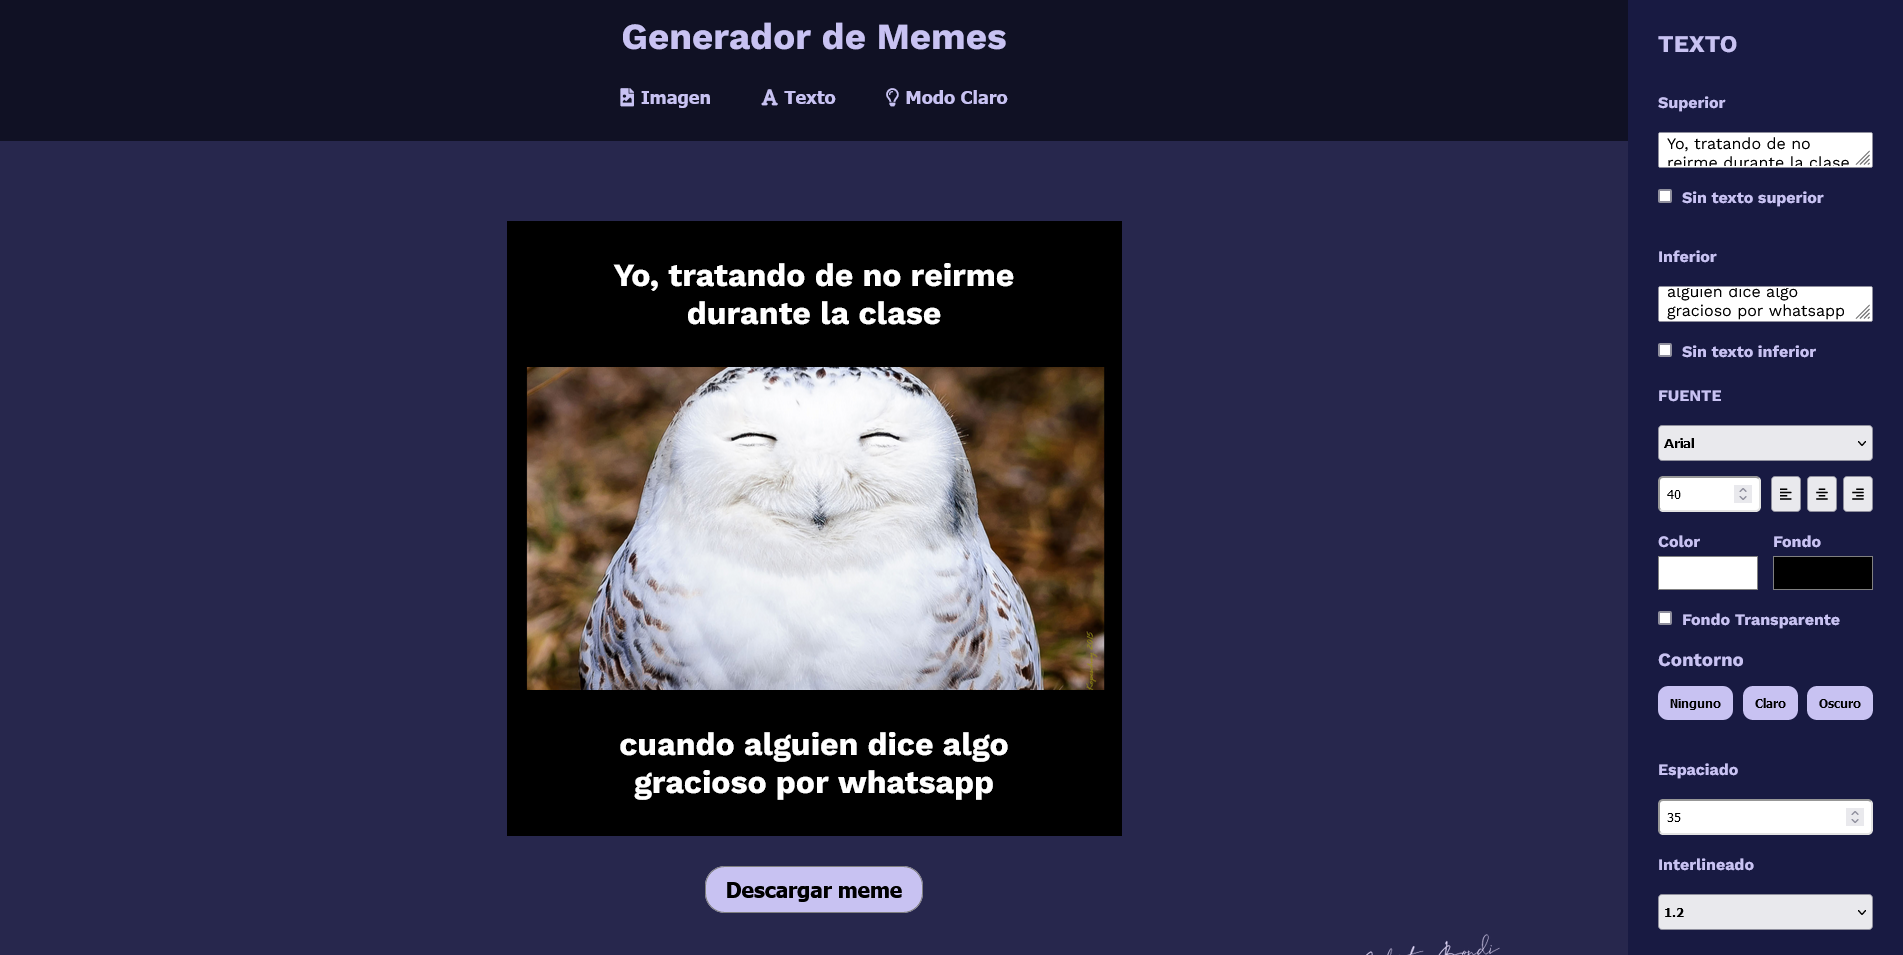 Generador de Memes
Imagen
Texto
Modo Claro
Yo, tratando de no reirme
durante la clase
cuando alguien dice algo
gracioso por whatsapp
Descargar meme
TEXTO
Superior
Yo, tratando de no
reirme durante la clase
Sin texto superior
Inferior
alguien dice algo
gracioso por whatsapp
Sin texto inferior
FUENTE
Arial
40
Color
Fondo
Fondo Transparente
Contorno
Ninguno
Claro
Oscuro
Espaciado
35
Interlineado
1.2